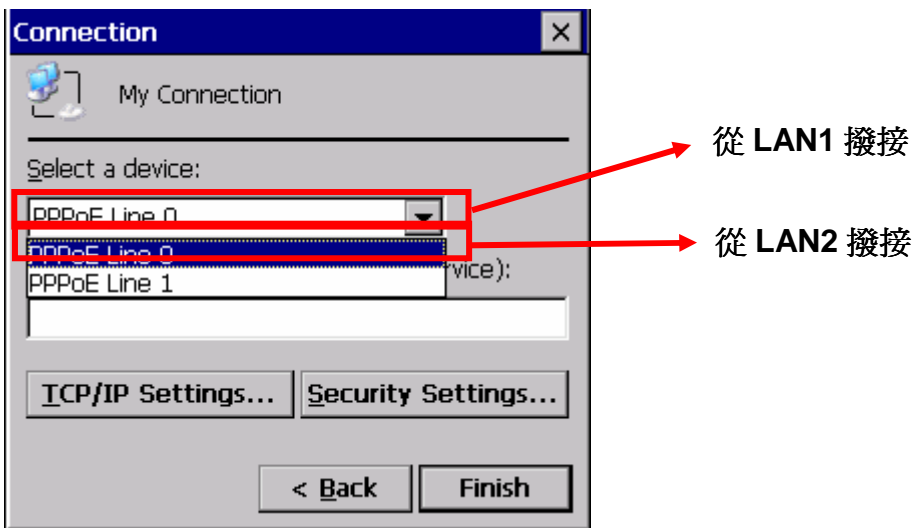 Connection
My Connection
從 LAN1 撥接
Select a device:
PPPoE Line 0
從 LAN2 撥接
PPPoE Line 0
vice):
PPPoE Line 1
TCP/IP Settings...
Security Settings...
< Back
Finish